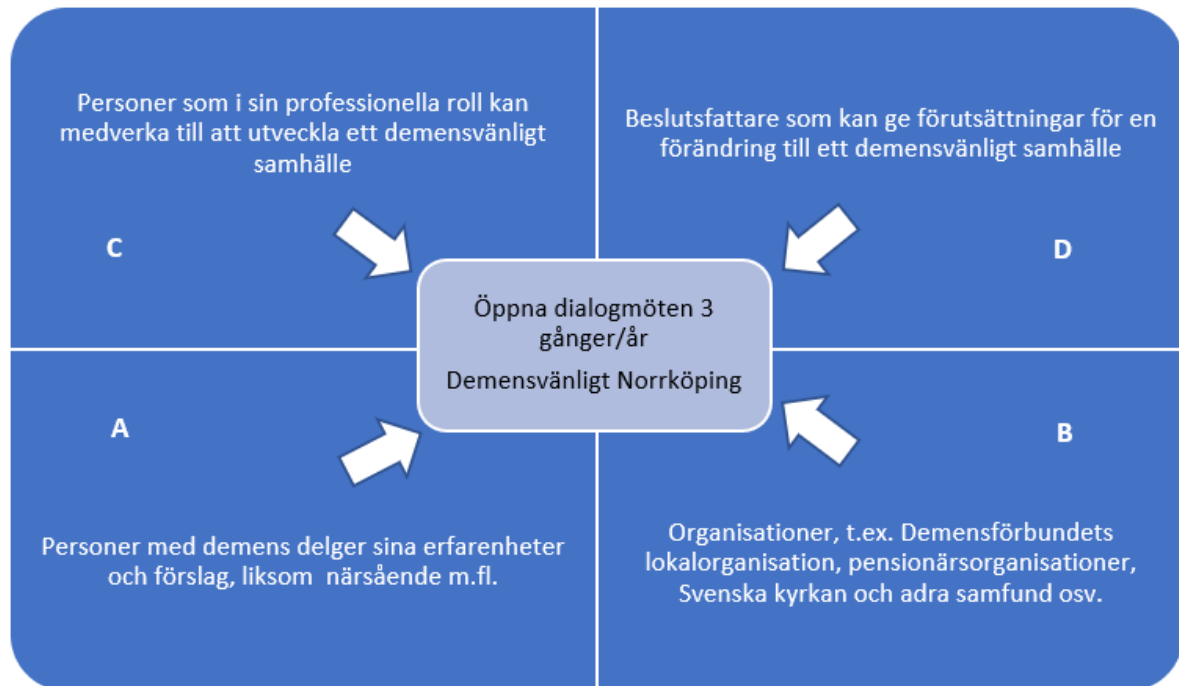 Personer som i sin professionella roll kan
medverka till att utveckla ett demensvänligt
samhälle
C
Beslutsfattare som kan ge förutsättningar för en
förändring till ett demensvänligt samhälle
D
Öppna dialogmöten 3
gånger/år
Demensvänligt Norrköping
A
Personer med demens delger sina erfarenheter
och förslag, liksom  närsående m.fl.
B
Organisationer, t.ex. Demensförbundets
lokalorganisation, pensionärsorganisationer,
Svenska kyrkan och adra samfund osv.